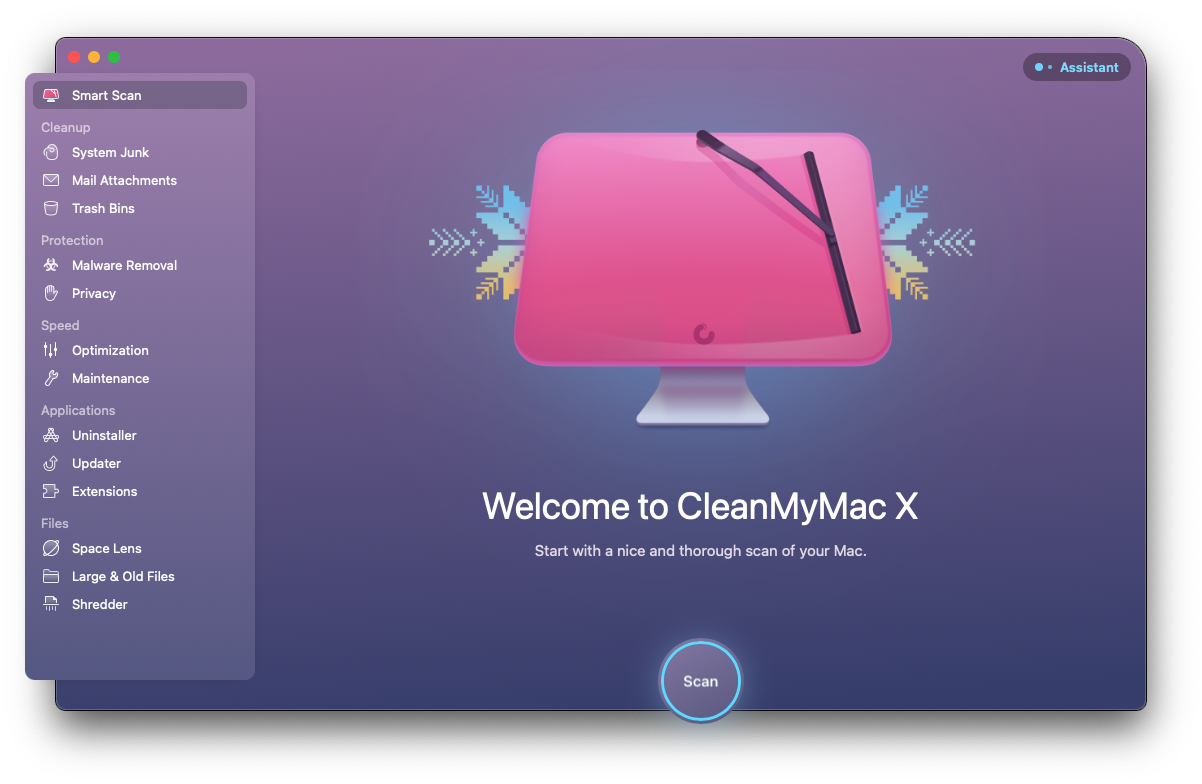 Assistant
Smart Scan
Cleanup
System Junk
Mail Attachments
Trash Bins
Protection
Malware Removal
Privacy
Speed
Optimization
Maintenance
Applications
Uninstaller
Updater
Extensions
Files
Space Lens
Large & Old Files
Shredder
Welcome to CleanMyMac X
Start with a nice and thorough scan of your Mac.
Scan